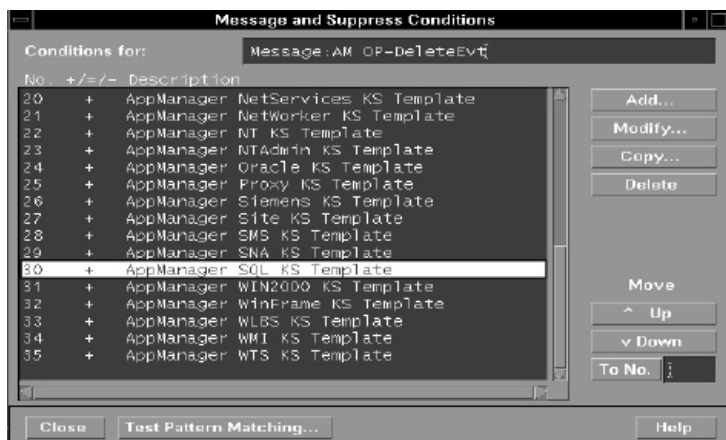 Message and Suppress Conditions
Conditions for:
Message:AM OP-DeleteEvt
No. +/=/- Description
20 + AppManager NetServices KS Template
21 + AppManager NetWorker KS Template
22 + AppManager NT KS Template
23 + AppManager NTAdmin KS Template
24 + AppManager Oracle KS Template
25 + AppManager Proxy KS Template
26 + AppManager Siemens KS Template
27 + AppManager Site KS Template
28 + AppManager SMS KS Template
29 + AppManager SNA KS Template
30 + AppManager SQL KS Template
31 + AppManager WIN2000 KS Template
32 + AppManager WinFrame KS Template
33 + AppManager WLBS KS Template
34 + AppManager WMI KS Template
35 + AppManager WTS KS Template
Add...
Modify...
Copy...
Delete
Move
^ Up
v Down
To No.
Close
Test Pattern Matching...
Help